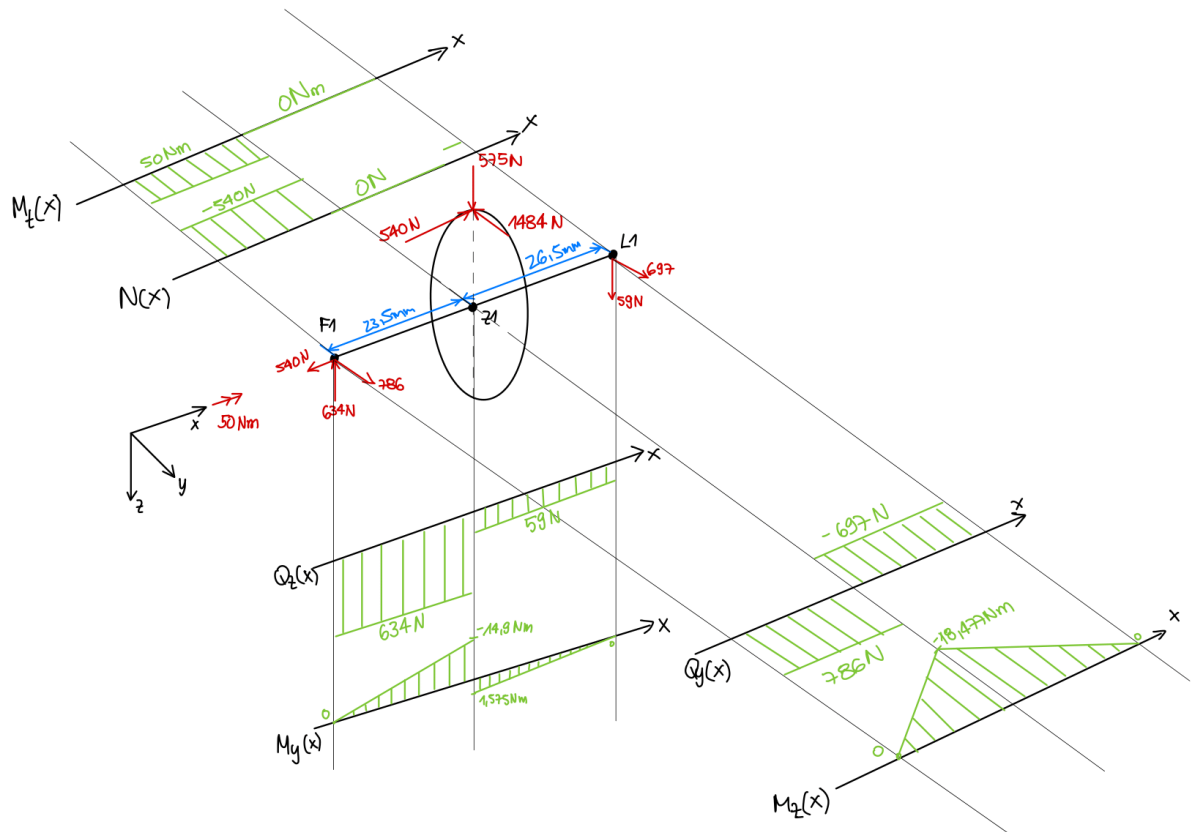 x
0Nm
50Nm
Mt(x)
x
0N
-540N
N(x)
575N
540N
1484 N
26,5mm
L1
697
59N
23,5mm
Z1
F1
540N
786
634N
x
50Nm
y
z
x
59N
Qz(x)
634N
x
-14,9Nm
0
1,575Nm
0
My(x)
x
-697N
Qy(x)
786N
x
-18,477Nm
0
0
Mz(x)